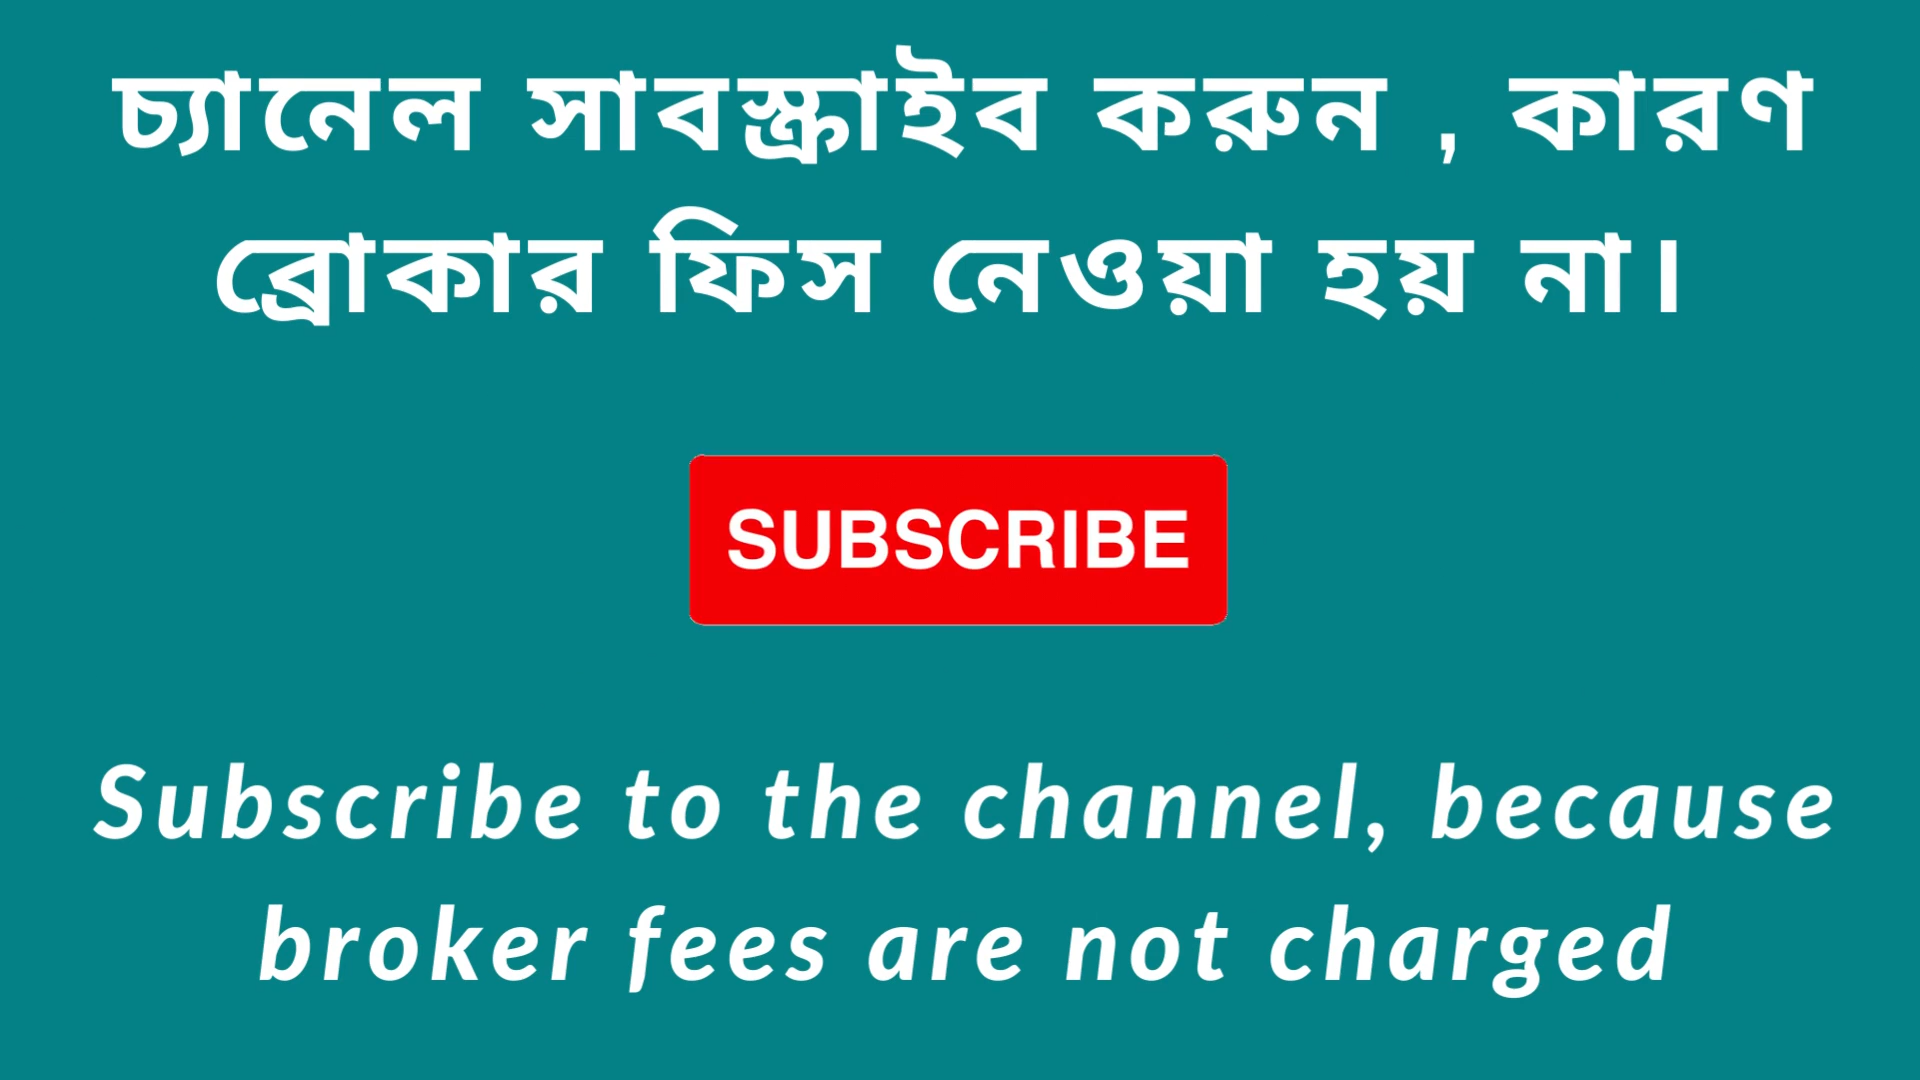 চ্যানেল সাবস্ক্রাইব করুন , কারণ
ব্রোকার ফিস নেওয়া হয় না।
SUBSCRIBE
Subscribe to the channel, because
broker fees are not charged